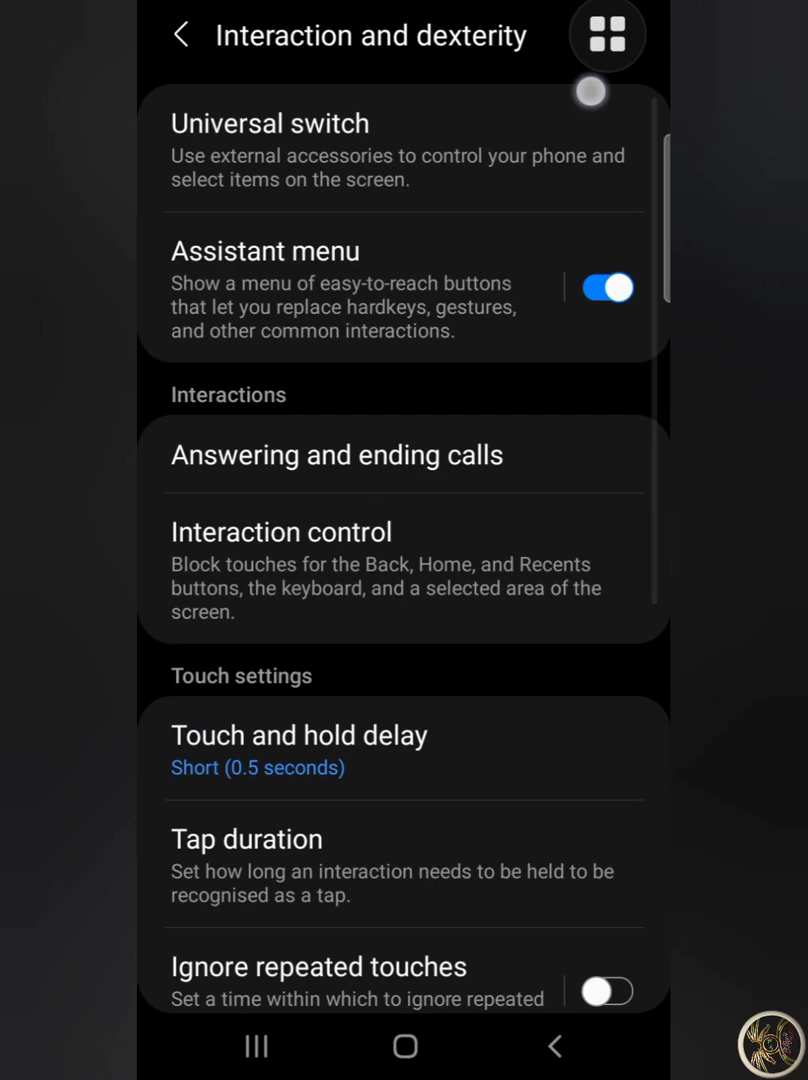 Interaction and dexterity
Universal switch
Use external accessories to control your phone and
select items on the screen.
Assistant menu
Show a menu of easy-to-reach buttons
that let you replace hardkeys, gestures,
and other common interactions.
Interactions
Answering and ending calls
Interaction control
Block touches for the Back, Home, and Recents
buttons, the keyboard, and a selected area of the
screen.
Touch settings
Touch and hold delay
Short (0.5 seconds)
Tap duration
Set how long an interaction needs to be held to be
recognised as a tap.
Ignore repeated touches
Set a time within which to ignore repeated